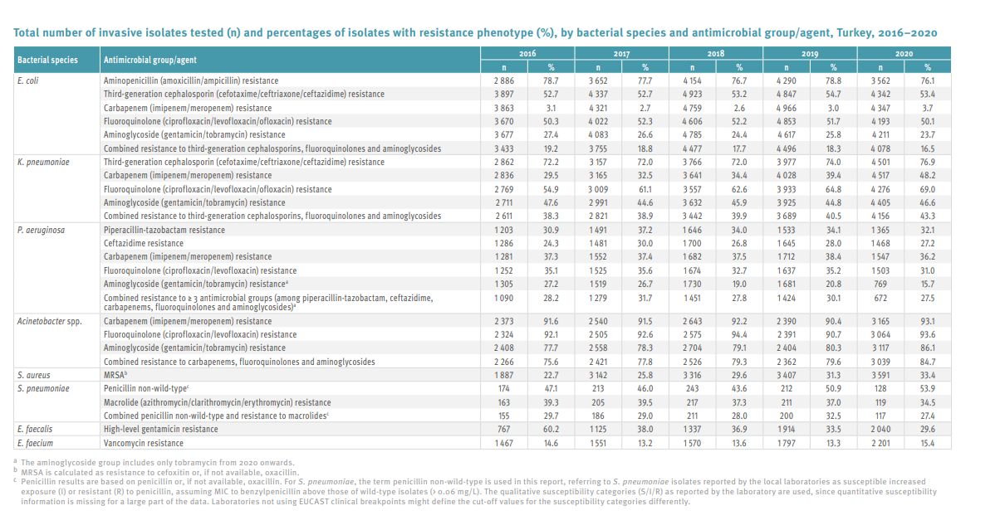 Total number of invasive isolates tested (n) and percentages of isolates with resistance phenotype (%), by bacterial species and antimicrobial group/agent, Turkey, 2016–2020
Bacterial species Antimicrobial group/agent 2016 2017 2018 2019 2020
n % n % n % n % n %
E. coli Aminopenicillin (amoxicillin/ampicillin) resistance 2 886 78.7 3 652 77.7 4 154 76.7 4 290 78.8 3 562 76.1
Third-generation cephalosporin (cefotaxime/ceftriaxone/ceftazidime) resistance 3 897 52.7 4 337 52.7 4 923 53.2 4 847 54.7 4 342 53.4
Carbapenem (imipenem/meropenem) resistance 3 863 3.1 4 321 2.7 4 759 2.6 4 966 3.0 4 347 3.7
Fluoroquinolone (ciprofloxacin/levofloxacin/ofloxacin) resistance 3 670 50.3 4 022 52.3 4 606 52.2 4 853 51.7 4 193 50.1
Aminoglycoside (gentamicin/tobramycin) resistance 3 677 27.4 4 083 26.6 4 785 24.4 4 617 25.8 4 211 23.7
Combined resistance to third-generation cephalosporins, fluoroquinolones and aminoglycosides 3 433 19.2 3 755 18.8 4 477 17.7 4 496 18.3 4 078 16.5
K. pneumoniae Third-generation cephalosporin (cefotaxime/ceftriaxone/ceftazidime) resistance 2 862 72.2 3 157 72.0 3 766 72.0 3 977 74.0 4 501 76.9
Carbapenem (imipenem/meropenem) resistance 2 836 29.5 3 165 32.5 3 641 34.4 4 028 39.4 4 517 48.2
Fluoroquinolone (ciprofloxacin/levofloxacin/ofloxacin) resistance 2 769 54.9 3 009 61.1 3 557 62.6 3 933 64.8 4 276 69.0
Aminoglycoside (gentamicin/tobramycin) resistance 2 711 47.6 2 991 44.6 3 632 45.9 3 925 44.8 4 405 46.6
Combined resistance to third-generation cephalosporins, fluoroquinolones and aminoglycosides 2 611 38.3 2 821 38.9 3 442 39.9 3 689 40.5 4 156 43.3
P. aeruginosa Piperacillin-tazobactam resistance 1 203 30.9 1 491 37.2 1 646 34.0 1 533 34.1 1 365 32.1
Ceftazidime resistance 1 286 24.3 1 481 30.0 1 700 26.8 1 645 28.0 1 468 27.2
Carbapenem (imipenem/meropenem) resistance 1 281 37.3 1 552 37.4 1 682 37.5 1 712 38.4 1 547 36.2
Fluoroquinolone (ciprofloxacin/levofloxacin) resistance 1 252 35.1 1 525 35.6 1 674 32.7 1 637 35.2 1 503 31.0
Aminoglycoside (gentamicin/tobramycin) resistanceᵃ 1 305 27.2 1 519 26.7 1 730 19.0 1 681 20.8 769 15.7
Combined resistance to ≥ 3 antimicrobial groups (among piperacillin-tazobactam, ceftazidime, 1 090 28.2 1 279 31.7 1 451 27.8 1 424 30.1 672 27.5
carbapenems, fluoroquinolones and aminoglycosides)ᵃ
Acinetobacter spp. Carbapenem (imipenem/meropenem) resistance 2 373 91.6 2 540 91.5 2 643 92.2 2 390 90.4 3 165 93.1
Fluoroquinolone (ciprofloxacin/levofloxacin) resistance 2 324 92.1 2 505 92.6 2 575 94.4 2 391 90.7 3 064 93.6
Aminoglycoside (gentamicin/tobramycin) resistance 2 408 77.7 2 558 78.3 2 704 79.1 2 404 80.3 3 117 86.1
Combined resistance to carbapenems, fluoroquinolones and aminoglycosides 2 266 75.6 2 421 77.8 2 526 79.3 2 362 79.6 3 039 84.7
S. aureus MRSAᵇ 1 887 22.7 3 142 25.8 3 316 29.6 3 407 31.3 3 591 33.4
S. pneumoniae Penicillin non-wild-typeᶜ 174 47.1 213 46.0 243 43.6 212 50.9 128 53.9
Macrolide (azithromycin/clarithromycin/erythromycin) resistance 163 39.3 205 39.5 217 37.3 211 37.0 119 34.5
Combined penicillin non-wild-type and resistance to macrolidesᶜ 155 29.7 186 29.0 211 28.0 200 32.5 117 27.4
E. faecalis High-level gentamicin resistance 767 60.2 1 125 38.0 1 337 36.9 1 914 33.5 2 040 29.6
E. faecium Vancomycin resistance 1 467 14.6 1 551 13.2 1 570 13.6 1 797 13.3 2 201 15.4
ᵃ The aminoglycoside group includes only tobramycin from 2020 onwards.
ᵇ MRSA is calculated as resistance to cefoxitin or, if not available, oxacillin.
ᶜ Penicillin results are based on penicillin or, if not available, oxacillin. For S. pneumoniae, the term penicillin non-wild-type is used in this report, referring to S. pneumoniae isolates reported by the local laboratories as susceptible increased
exposure (I) or resistant (R) to penicillin, assuming MIC to benzylpenicillin above those of wild-type isolates (> 0.06 mg/L). The qualitative susceptibility categories (S/I/R) as reported by the laboratory are used, since quantitative susceptibility
information is missing for a large part of the data. Laboratories not using EUCAST clinical breakpoints might define the cut-off values for the susceptibility categories differently.